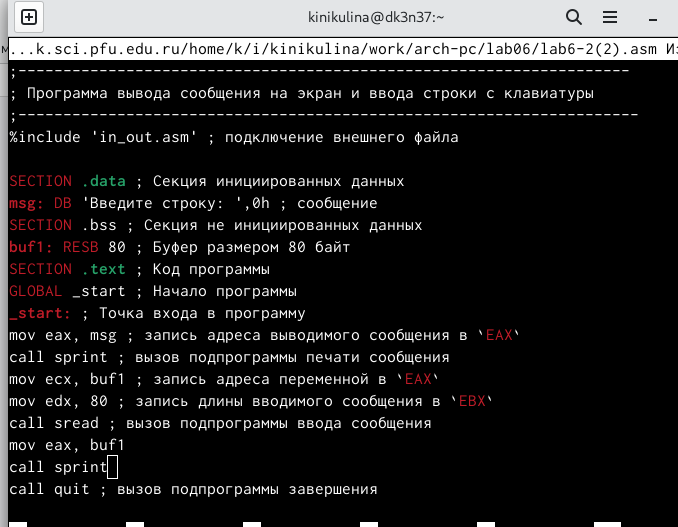 kinikulina@dk3n37:~
...k.sci.pfu.edu.ru/home/k/i/kinikulina/work/arch-pc/lab06/lab6-2(2).asm Из
;--------------------------------------------------------------------
; Программа вывода сообщения на экран и ввода строки с клавиатуры
;---------------------------------------------------------------------
%include 'in_out.asm' ; подключение внешнего файла
SECTION .data ; Секция инициированных данных
msg: DB 'Введите строку: ',0h ; сообщение
SECTION .bss ; Секция не инициированных данных
buf1: RESB 80 ; Буфер размером 80 байт
SECTION .text ; Код программы
GLOBAL _start ; Начало программы
_start: ; Точка входа в программу
mov eax, msg ; запись адреса выводимого сообщения в `EAX`
call sprint ; вызов подпрограммы печати сообщения
mov ecx, buf1 ; запись адреса переменной в `EAX`
mov edx, 80 ; запись длины вводимого сообщения в `EBX`
call sread ; вызов подпрограммы ввода сообщения
mov eax, buf1
call sprint
call quit ; вызов подпрограммы завершения